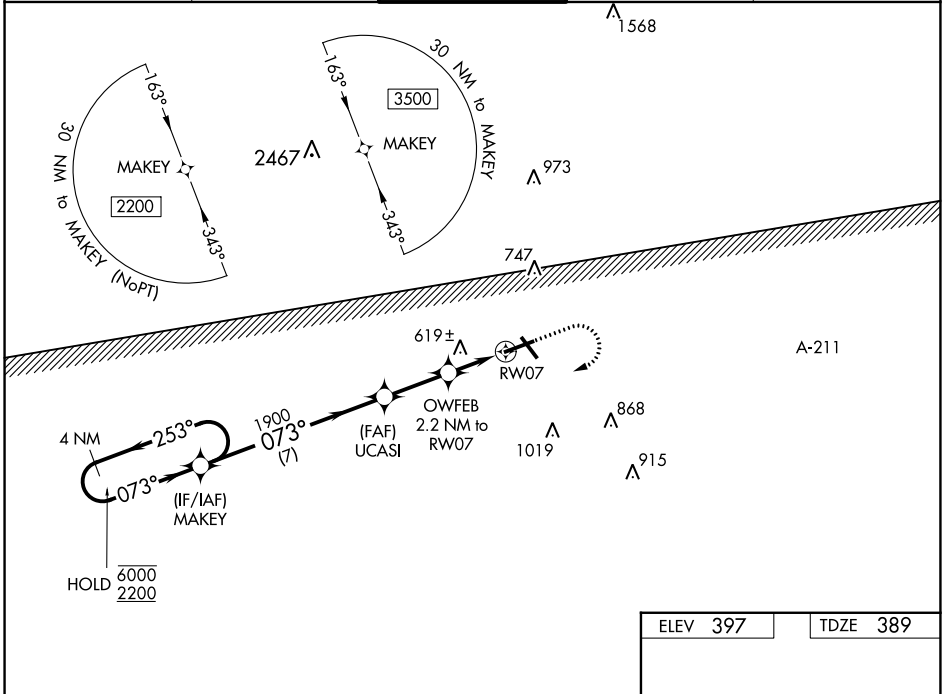 1568
30 NM to MAKEY (NoPT)
163°
MAKEY
2200
343°
2467
30 NM to MAKEY
163°
3500
MAKEY
343°
973
747
619±
RW07
A-211
OWFEB
2.2 NM to
RW07
(FAF)
UCASI
1900
073°
(7)
868
1019
915
4 NM
253°
073°
(IF/IAF)
MAKEY
HOLD 6000
2200
ELEV 397
TDZE 389